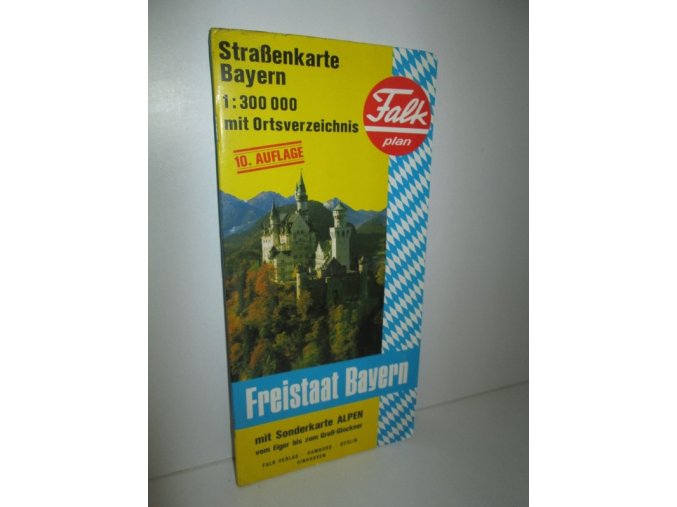 Straßenkarte
Bayern
1:300 000
mit Ortsverzeichnis
10. AUFLAGE
Falk
plan
Freistaat Bayern
mit Sonderkarte ALPEN
vom Eiger bis zum Groß-Glockner
FALK-VERLAG HAMBURG BERLIN
EINDHOVEN